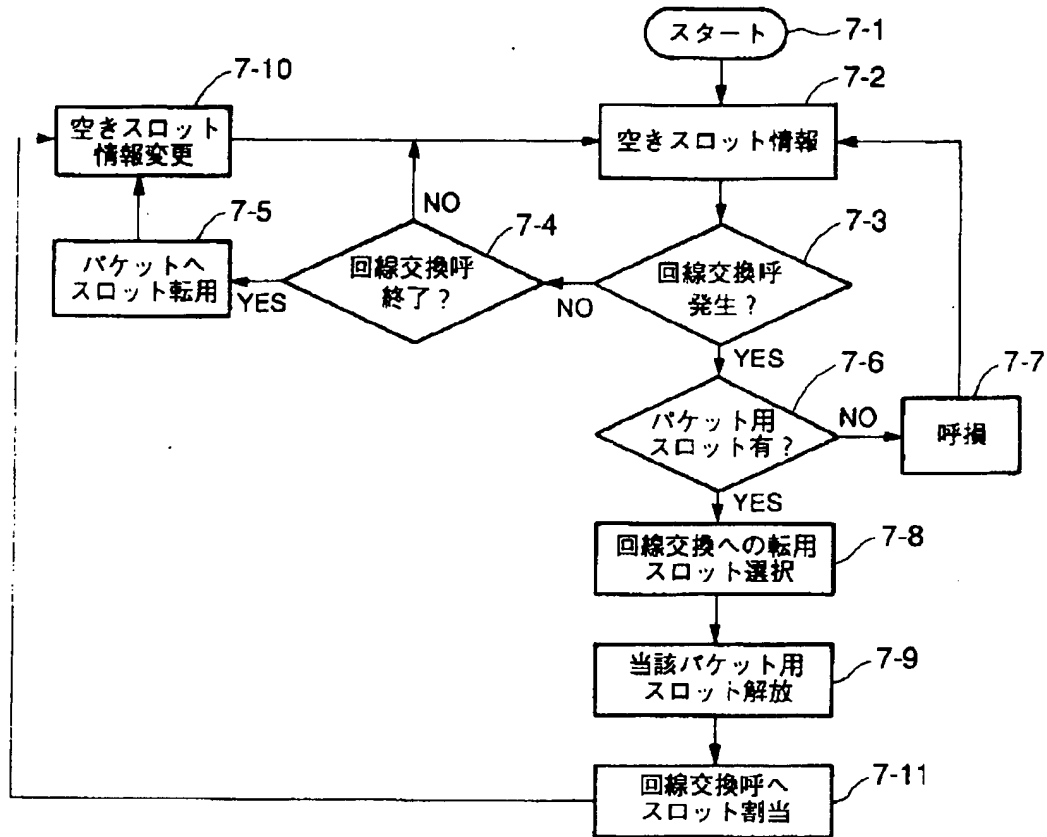 スタート
7-1
7-10
7-2
空きスロット
情報変更
空きスロット情報
NO
7-5
7-4
7-3
パケットへ
スロット転用
YES
回線交換呼
終了?
NO
回線交換呼
発生?
YES
7-6
7-7
パケット用
スロット有?
NO
呼損
YES
回線交換への転用
スロット選択
7-8
当該パケット用
スロット解放
7-9
回線交換呼へ
スロット割当
7-11